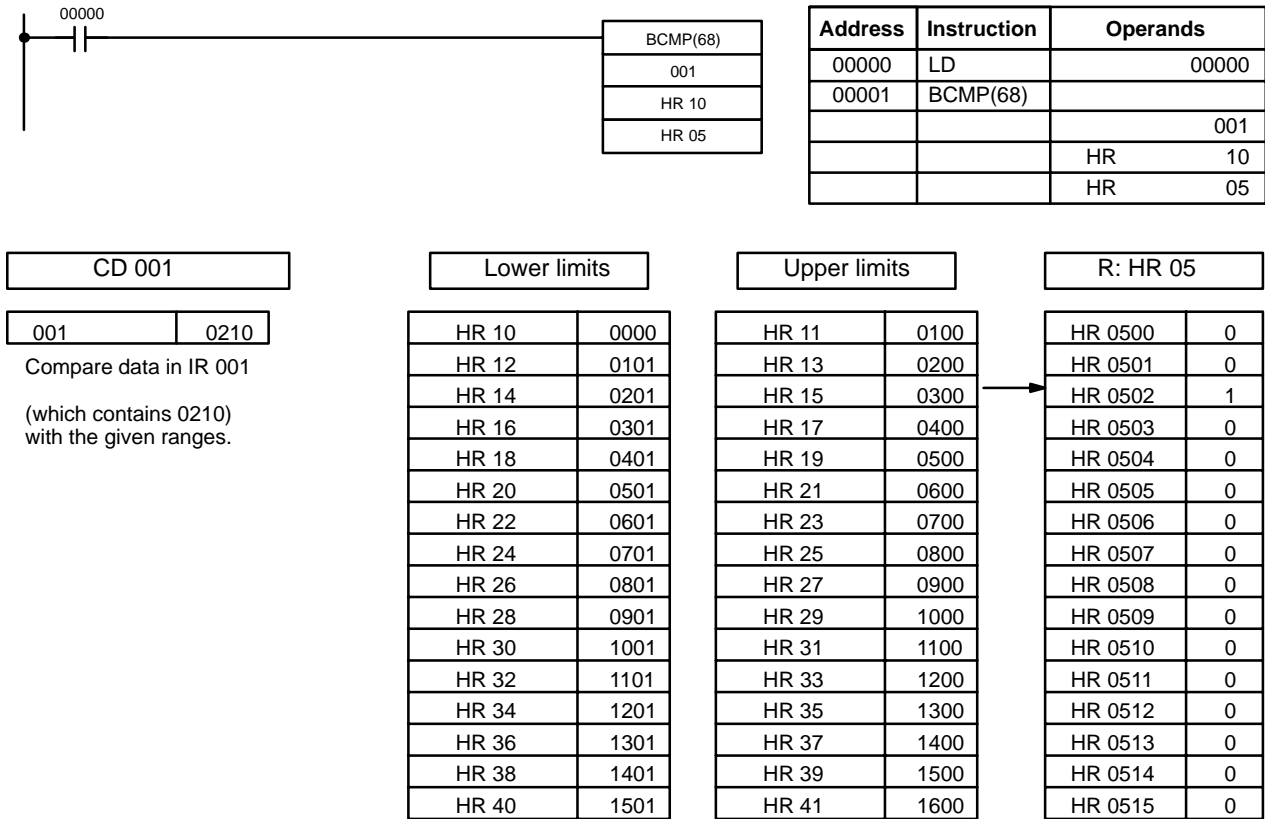 00000
BCMP(68)
001
HR 10
HR 05
Address Instruction Operands
00000 LD 00000
00001 BCMP(68)
001
HR 10
HR 05
CD 001
001 0210
Compare data in IR 001
(which contains 0210)
with the given ranges.
Lower limits Upper limits R: HR 05
HR 10 0000 HR 11 0100 HR 0500 0
HR 12 0101 HR 13 0200 HR 0501 0
HR 14 0201 HR 15 0300 HR 0502 1
HR 16 0301 HR 17 0400 HR 0503 0
HR 18 0401 HR 19 0500 HR 0504 0
HR 20 0501 HR 21 0600 HR 0505 0
HR 22 0601 HR 23 0700 HR 0506 0
HR 24 0701 HR 25 0800 HR 0507 0
HR 26 0801 HR 27 0900 HR 0508 0
HR 28 0901 HR 29 1000 HR 0509 0
HR 30 1001 HR 31 1100 HR 0510 0
HR 32 1101 HR 33 1200 HR 0511 0
HR 34 1201 HR 35 1300 HR 0512 0
HR 36 1301 HR 37 1400 HR 0513 0
HR 38 1401 HR 39 1500 HR 0514 0
HR 40 1501 HR 41 1600 HR 0515 0